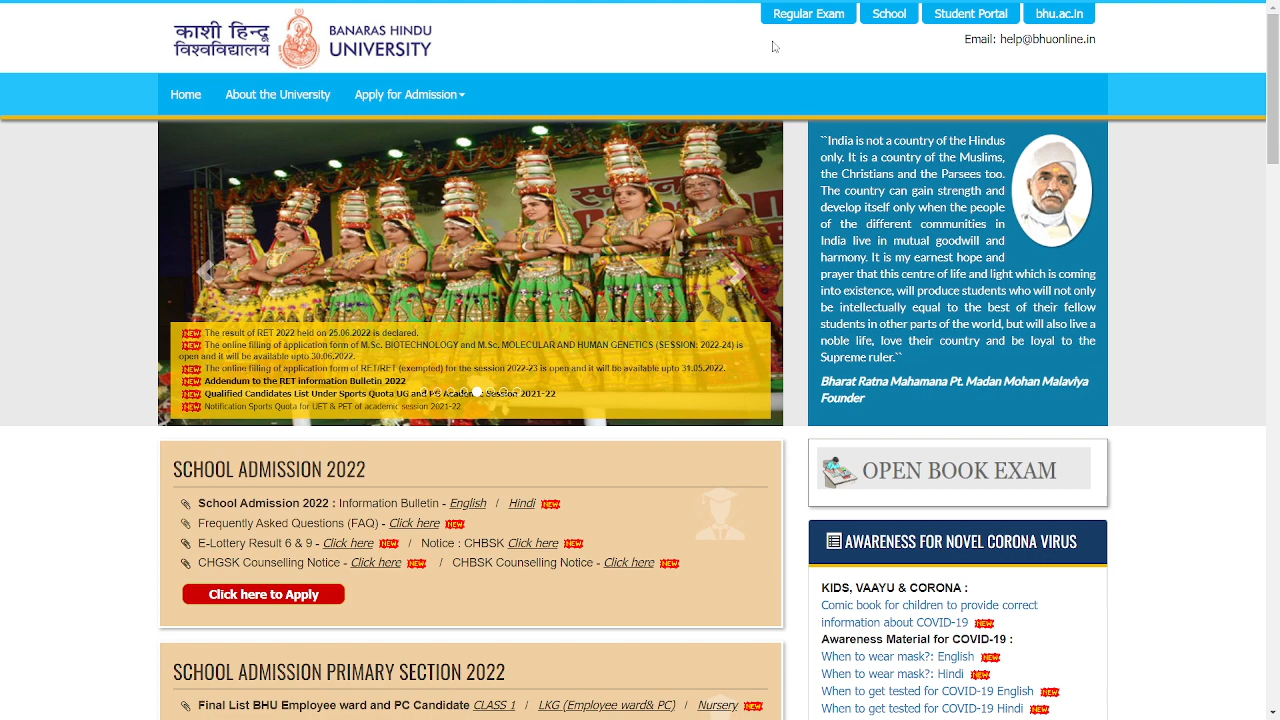 Regular Exam School Student Portal bhu.ac.in
काशी हिन्दू
विश्वविद्यालय
BANARAS HINDU
UNIVERSITY
Email: help@bhuonline.in
Home About the University Apply for Admission
NEW The result of RET 2022 held on 25.06.2022 is declared.
NEW The online filling of application form of M.Sc. BIOTECHNOLOGY and M.Sc. MOLECULAR AND HUMAN GENETICS (SESSION: 2022-24) is
open and it will be available upto 30.06.2022.
NEW The online filling of application form of RET/RET (exempted) for the session 2022-23 is open and it will be available upto 31.05.2022.
NEW Addendum to the RET information Bulletin 2022
NEW Qualified Candidates List Under Sports Quota UG and PG Academic Session 2021-22
NEW Notification Sports Quota for UET & PET of academic session 2021-22
``India is not a country of the Hindus
only. It is a country of the Muslims,
the Christians and the Parsees too.
The country can gain strength and
develop itself only when the people
of the different communities in
India live in mutual goodwill and
harmony. It is my earnest hope and
prayer that this centre of life and light which is coming
into existence, will produce students who will not only
be intellectually equal to the best of their fellow
students in other parts of the world, but will also live a
noble life, love their country and be loyal to the
Supreme ruler.``
Bharat Ratna Mahamana Pt. Madan Mohan Malaviya
Founder
SCHOOL ADMISSION 2022
School Admission 2022 : Information Bulletin - English / Hindi NEW
Frequently Asked Questions (FAQ) - Click here NEW
E-Lottery Result 6 & 9 - Click here NEW / Notice : CHBSK Click here NEW
CHGSK Counselling Notice - Click here NEW / CHBSK Counselling Notice - Click here NEW
Click here to Apply
SCHOOL ADMISSION PRIMARY SECTION 2022
Final List BHU Employee ward and PC Candidate CLASS 1 / LKG (Employee ward& PC) / Nursery NEW
OPEN BOOK EXAM
AWARENESS FOR NOVEL CORONA VIRUS
KIDS, VAAYU & CORONA :
Comic book for children to provide correct
information about COVID-19 NEW
Awareness Material for COVID-19 :
When to wear mask?: English NEW
When to wear mask?: Hindi NEW
When to get tested for COVID-19 English NEW
When to get tested for COVID-19 Hindi NEW